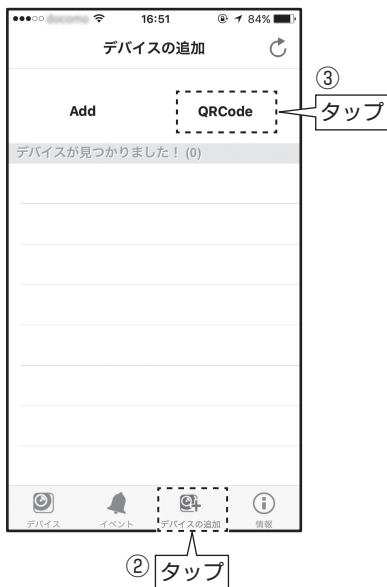 16:51 84%
デバイスの追加
Add QRCode
③
タップ
デバイスが見つかりました！ (0)
デバイス イベント デバイスの追加 情報
②
タップ